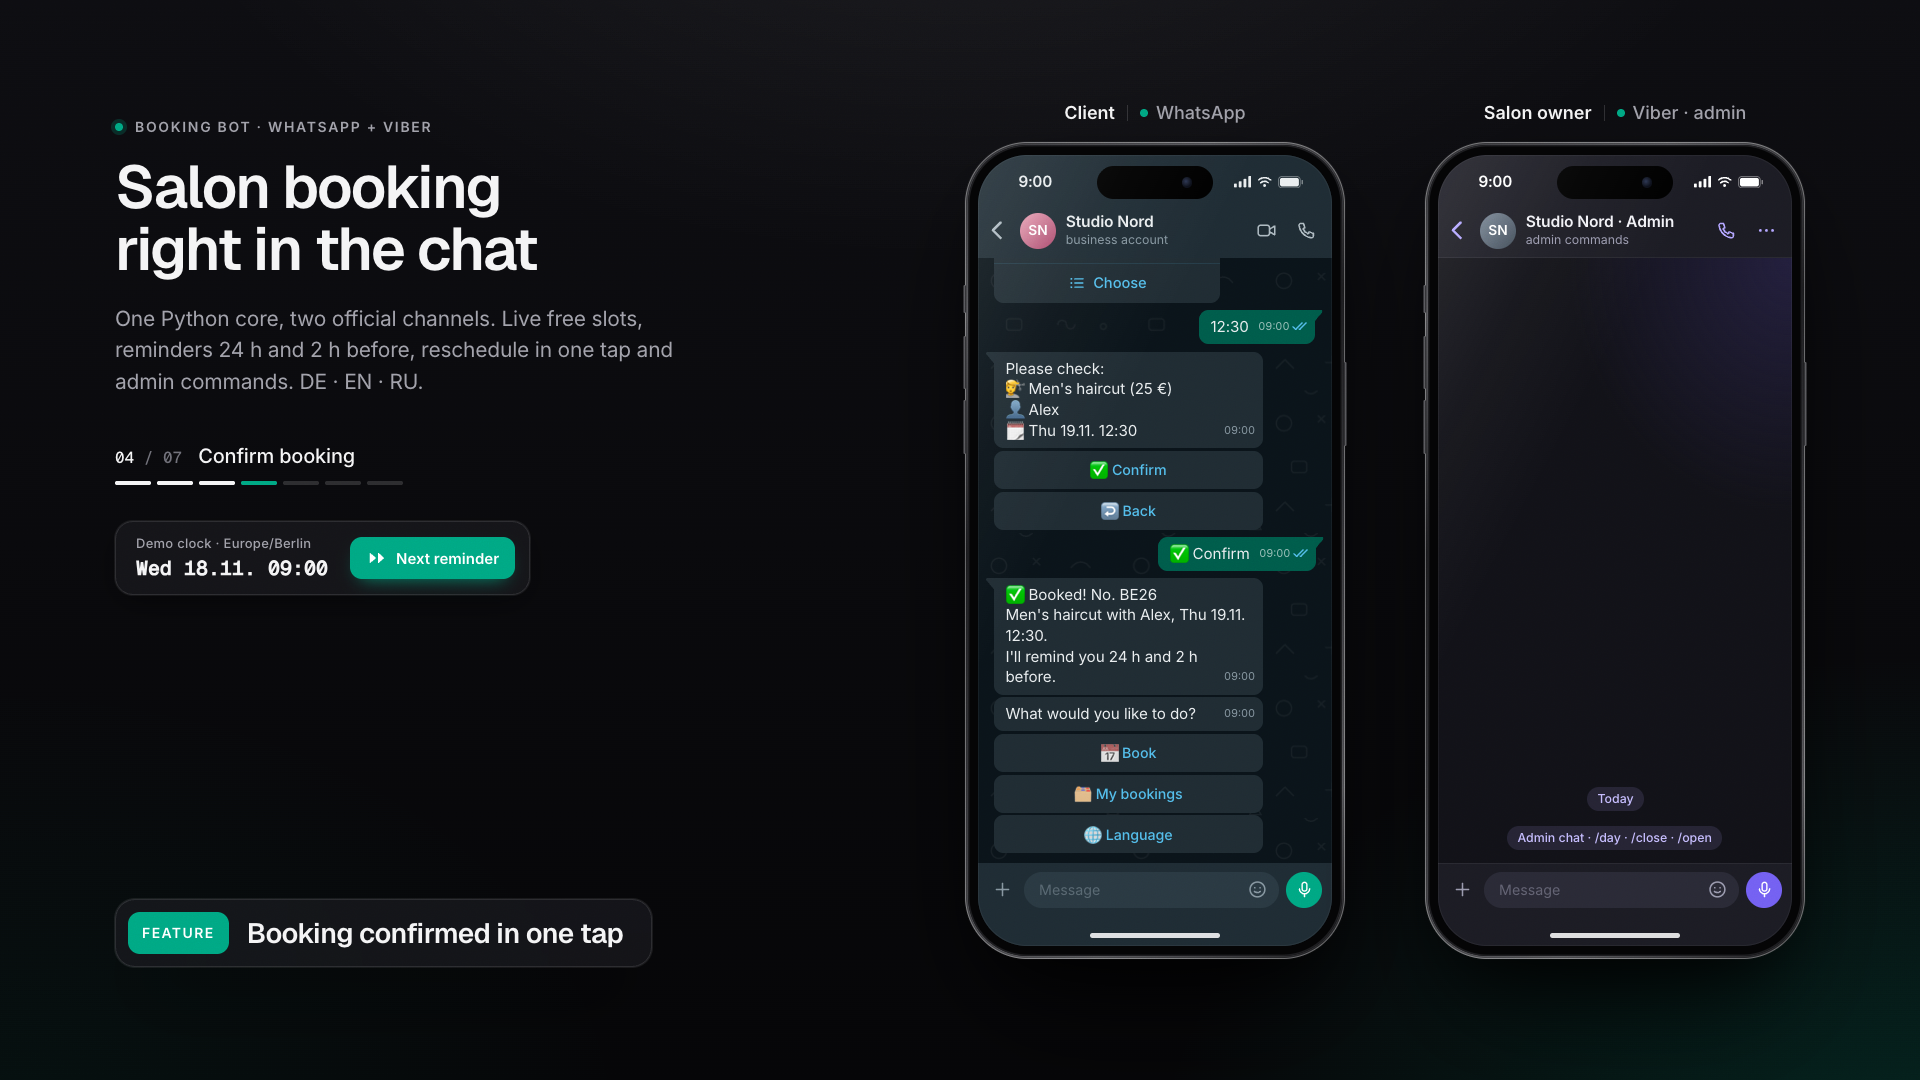 BOOKING BOT · WHATSAPP + VIBER
Salon booking
right in the chat
One Python core, two official channels. Live free slots,
reminders 24 h and 2 h before, reschedule in one tap and
admin commands. DE · EN · RU.
04 / 07 Confirm booking
Demo clock · Europe/Berlin
Wed 18.11. 09:00
Next reminder
FEATURE Booking confirmed in one tap
Client WhatsApp
9:00
SN
Studio Nord
business account
Choose
12:30 09:00
Please check:
Men's haircut (25 €)
Alex
Thu 19.11. 12:30 09:00
Confirm
Back
Confirm 09:00
Booked! No. BE26
Men's haircut with Alex, Thu 19.11.
12:30.
I'll remind you 24 h and 2 h
before. 09:00
What would you like to do? 09:00
17 Book
My bookings
Language
Message
Salon owner Viber · admin
9:00
SN
Studio Nord · Admin
admin commands
Today
Admin chat · /day · /close · /open
Message